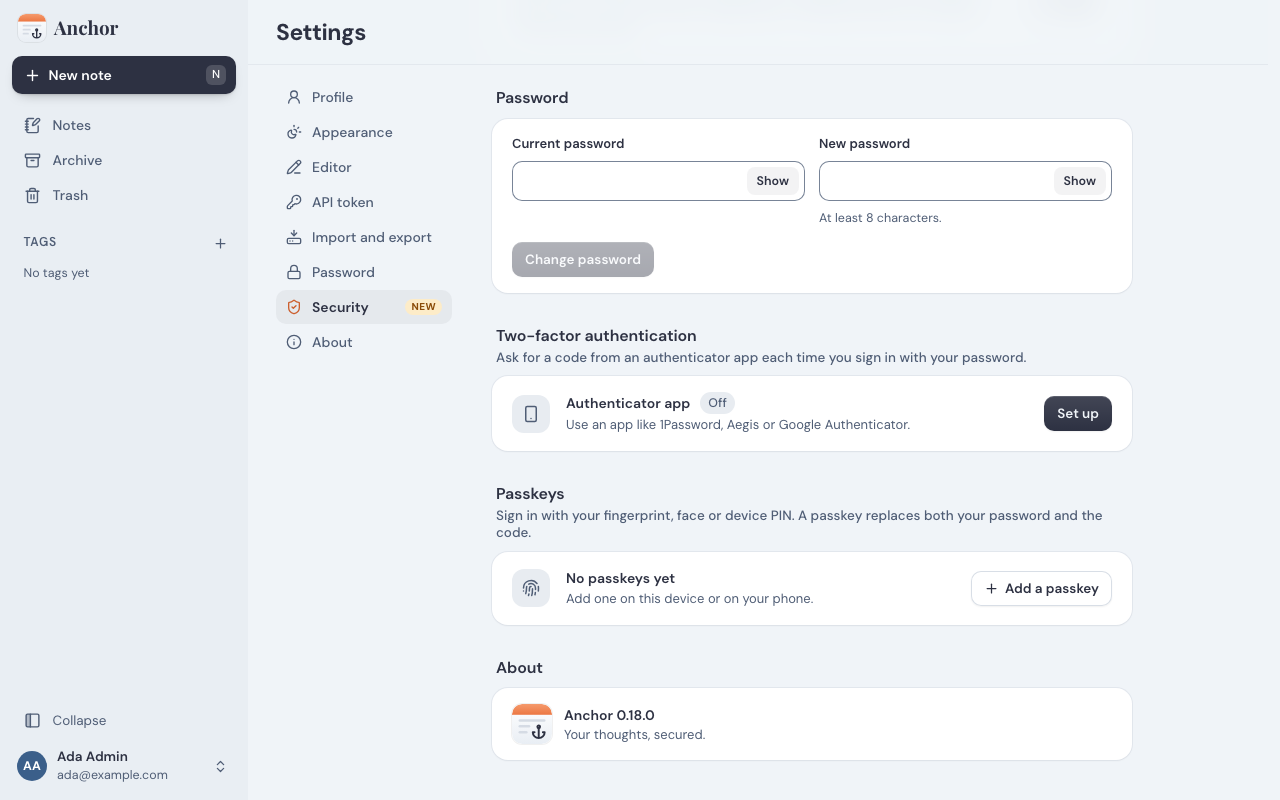 Anchor
New note
N
Notes
Archive
Trash
TAGS
No tags yet
Collapse
AA
Ada Admin
ada@example.com
Settings
Profile
Appearance
Editor
API token
Import and export
Password
Security NEW
About
Password
Current password
Show
New password
Show
At least 8 characters.
Change password
Two-factor authentication
Ask for a code from an authenticator app each time you sign in with your password.
Authenticator app Off
Use an app like 1Password, Aegis or Google Authenticator.
Set up
Passkeys
Sign in with your fingerprint, face or device PIN. A passkey replaces both your password and the
code.
No passkeys yet
Add one on this device or on your phone.
Add a passkey
About
Anchor 0.18.0
Your thoughts, secured.